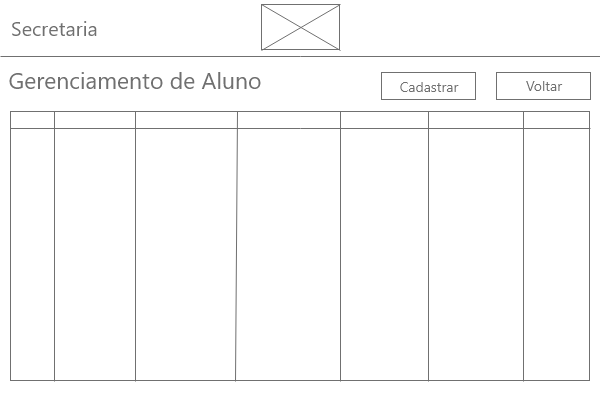 Secretaria
Gerenciamento de Aluno
Cadastrar
Voltar